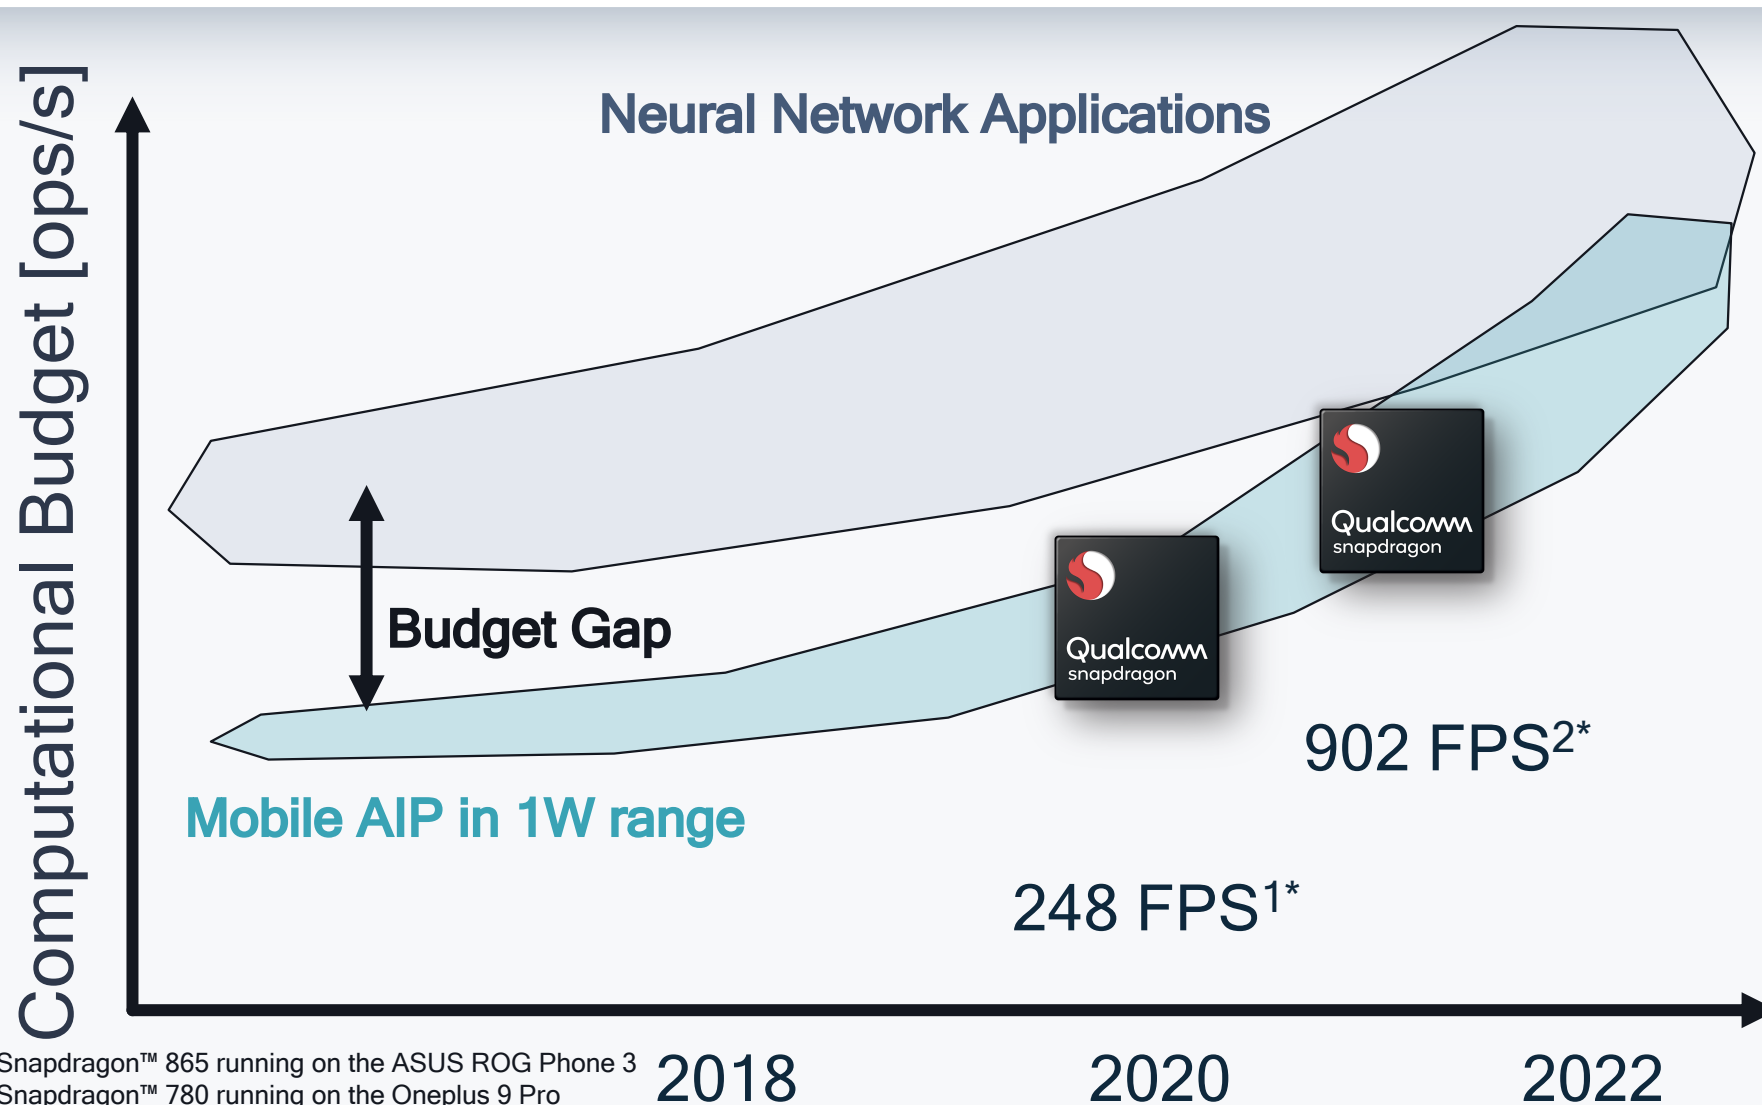 Computational Budget [ops/s]
Neural Network Applications
Budget Gap
Qualcomm
snapdragon
Qualcomm
snapdragon
902 FPS2*
Mobile AIP in 1W range
248 FPS1*
Snapdragon™ 865 running on the ASUS ROG Phone 3
Snapdragon™ 780 running on the Oneplus 9 Pro
2018
2020
2022